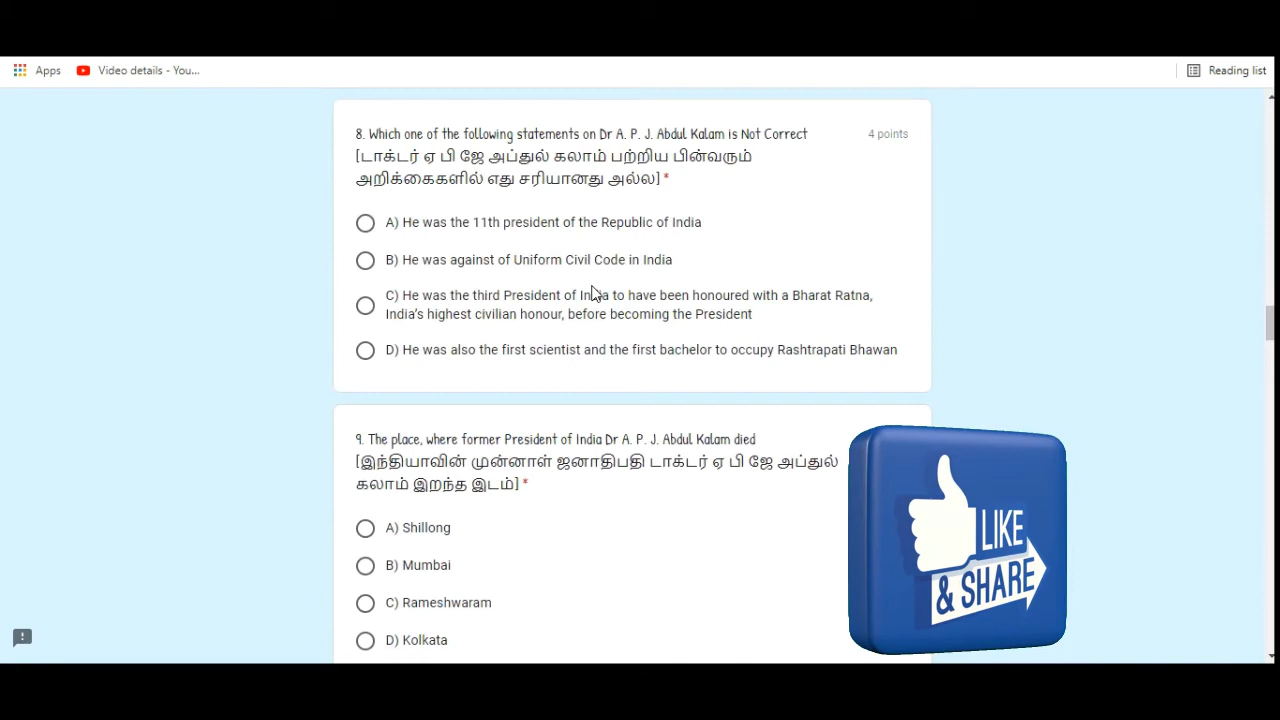 Apps Video details - You... Reading list
8. Which one of the following statements on Dr A. P. J. Abdul Kalam is Not Correct 4 points
[டாக்டர் ஏ பி ஜே அப்துல் கலாம் பற்றிய பின்வரும்
அறிக்கைகளில் எது சரியானது அல்ல] *
A) He was the 11th president of the Republic of India
B) He was against of Uniform Civil Code in India
C) He was the third President of India to have been honoured with a Bharat Ratna,
India's highest civilian honour, before becoming the President
D) He was also the first scientist and the first bachelor to occupy Rashtrapati Bhawan
9. The place, where former President of India Dr A. P. J. Abdul Kalam died
[இந்தியாவின் முன்னாள் ஜனாதிபதி டாக்டர் ஏ பி ஜே அப்துல்
கலாம் இறந்த இடம்] *
A) Shillong
B) Mumbai
C) Rameshwaram
D) Kolkata
LIKE
& SHARE